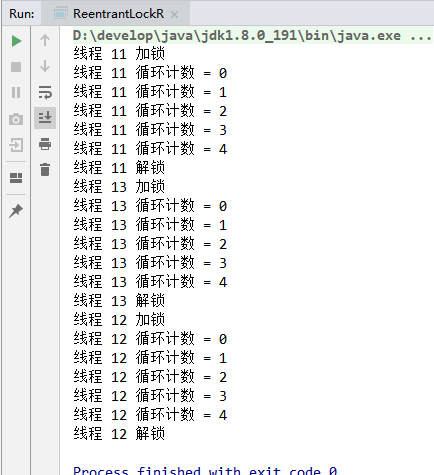 Run: ReentrantLockR ×
D:\develop\java\jdk1.8.0_191\bin\java.exe ...
线程 11 加锁
线程 11 循环计数 = 0
线程 11 循环计数 = 1
线程 11 循环计数 = 2
线程 11 循环计数 = 3
线程 11 循环计数 = 4
线程 11 解锁
线程 13 加锁
线程 13 循环计数 = 0
线程 13 循环计数 = 1
线程 13 循环计数 = 2
线程 13 循环计数 = 3
线程 13 循环计数 = 4
线程 13 解锁
线程 12 加锁
线程 12 循环计数 = 0
线程 12 循环计数 = 1
线程 12 循环计数 = 2
线程 12 循环计数 = 3
线程 12 循环计数 = 4
线程 12 解锁
Process finished with exit code 0